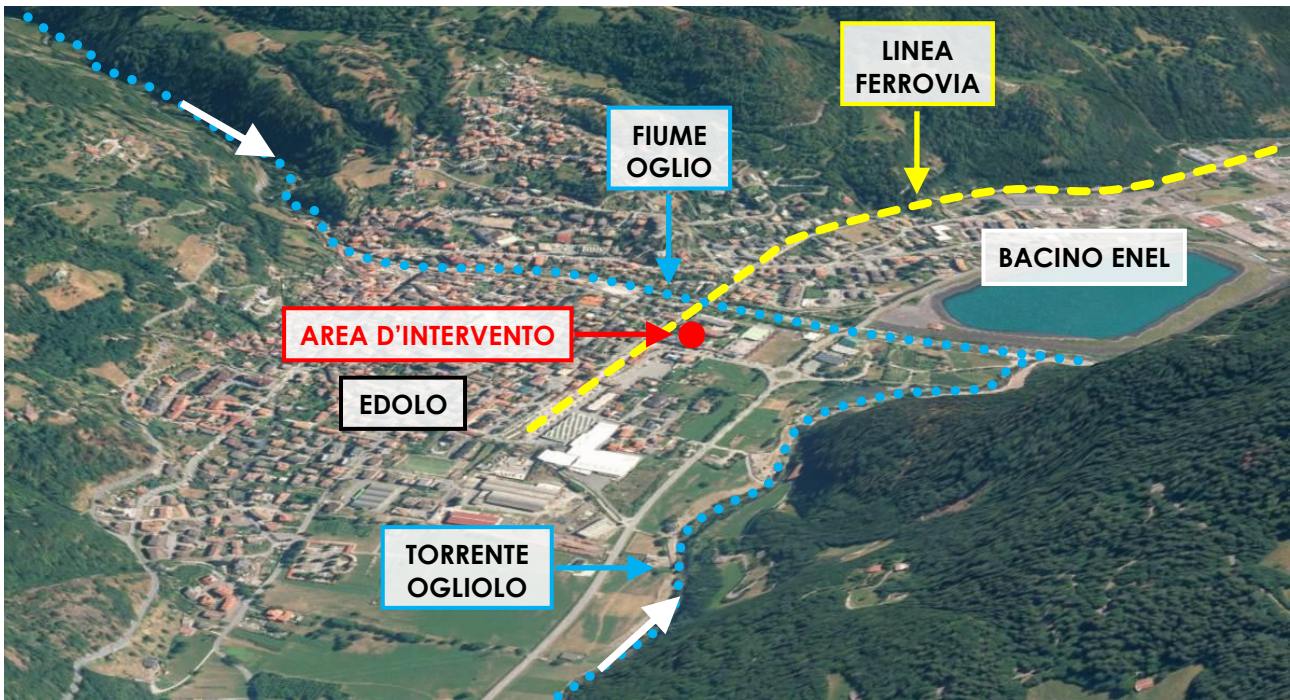 LINEA
FERROVIA
FIUME
OGLIO
BACINO ENEL
AREA D'INTERVENTO
EDOLO
TORRENTE
OGLIOLO